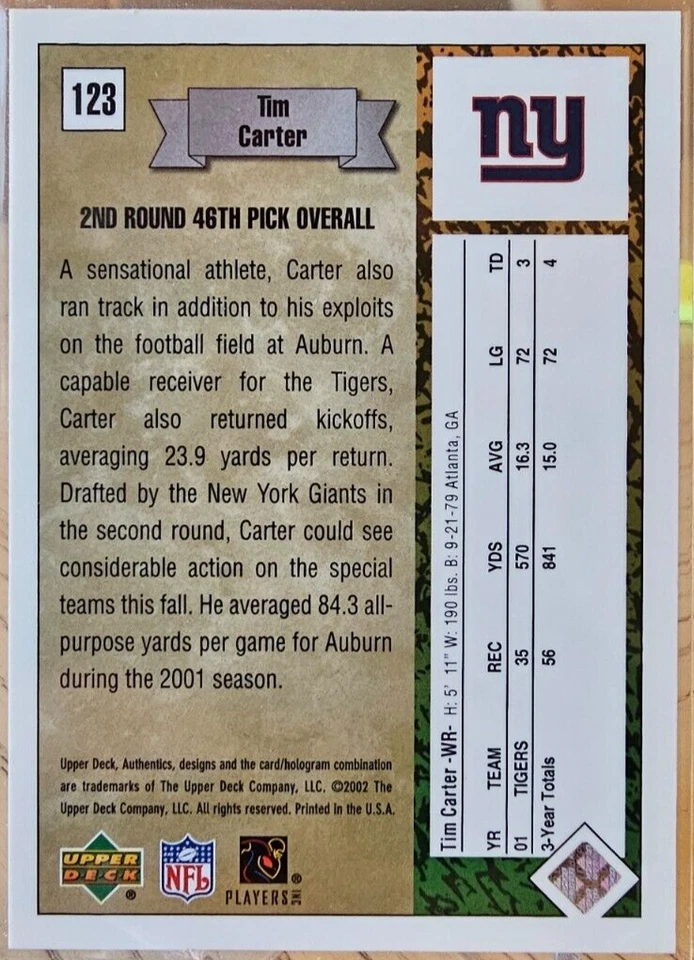 123
Tim
Carter
ny
2ND ROUND 46TH PICK OVERALL
A sensational athlete, Carter also
ran track in addition to his exploits
on the football field at Auburn. A
capable receiver for the Tigers,
Carter also returned kickoffs,
averaging 23.9 yards per return.
Drafted by the New York Giants in
the second round, Carter could see
considerable action on the special
teams this fall. He averaged 84.3 all-
purpose yards per game for Auburn
during the 2001 season.
Upper Deck, Authentics, designs and the card/hologram combination
are trademarks of The Upper Deck Company, LLC. ©2002 The
Upper Deck Company, LLC. All rights reserved. Printed in the U.S.A.
UPPER
DECK ®
NFL
PLAYERS INC ®
Tim Carter -WR- H: 5' 11" W: 190 lbs. B: 9-21-79 Atlanta, GA
YR TEAM REC YDS AVG LG TD
01 TIGERS 35 570 16.3 72 3
3-Year Totals 56 841 15.0 72 4